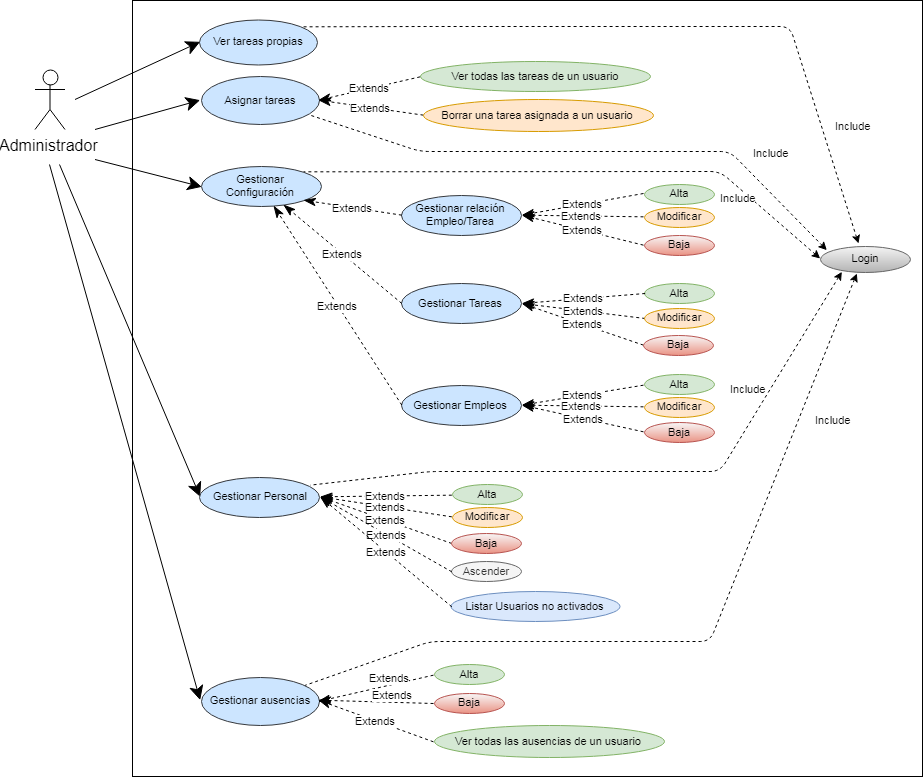 Ver tareas propias
Ver todas las tareas de un usuario
Extends
Asignar tareas
Extends
Borrar una tarea asignada a un usuario
Include
Administrador
Include
Gestionar
Configuración
Include
Extends
Gestionar relación
Empleo/Tarea
Extends
Alta
Extends
Modificar
Extends
Baja
Login
Extends
Gestionar Tareas
Extends
Alta
Extends
Modificar
Extends
Baja
Extends
Gestionar Empleos
Extends
Alta
Extends
Modificar
Extends
Baja
Include
Include
Gestionar Personal
Extends
Alta
Extends
Modificar
Extends
Baja
Extends
Ascender
Extends
Listar Usuarios no activados
Gestionar ausencias
Extends
Alta
Extends
Baja
Extends
Ver todas las ausencias de un usuario